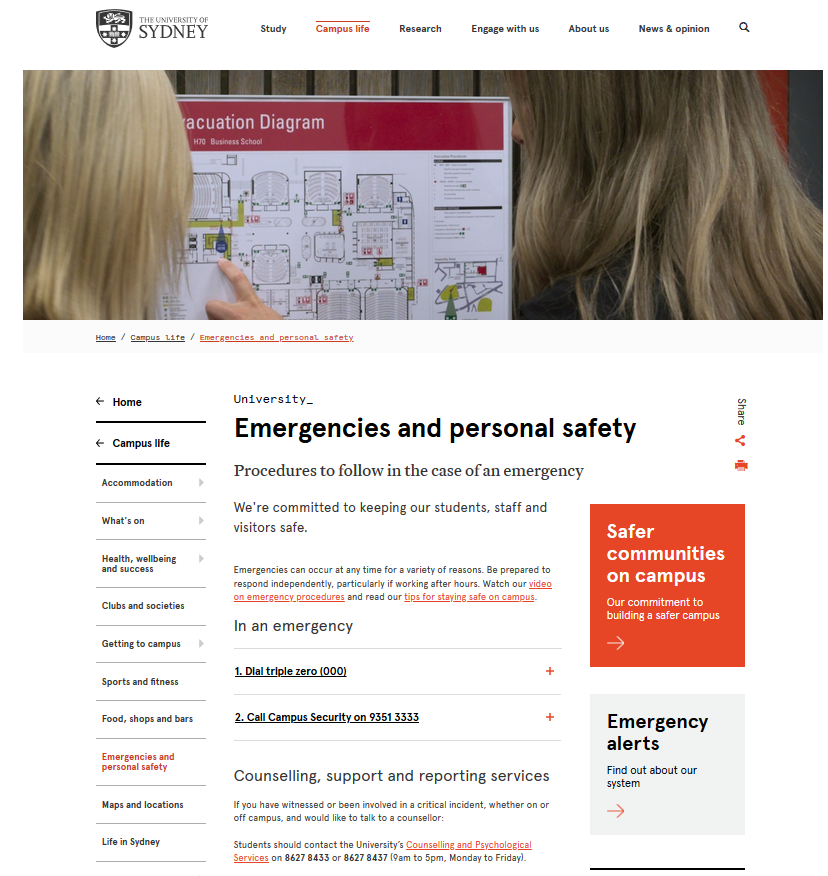 THE UNIVERSITY OF
SYDNEY
Study
Campus life
Research
Engage with us
About us
News & opinion
vacuation Diagram
H70 Business School
Home / Campus life / Emergencies and personal safety
Home
Campus life
Accommodation
What's on
Health, wellbeing
and success
Clubs and societies
Getting to campus
Sports and fitness
Food, shops and bars
Emergencies and
personal safety
Maps and locations
Life in Sydney
University_
Emergencies and personal safety
Procedures to follow in the case of an emergency
We're committed to keeping our students, staff and
visitors safe.
Emergencies can occur at any time for a variety of reasons. Be prepared to
respond independently, particularly if working after hours. Watch our video
on emergency procedures and read our tips for staying safe on campus.
In an emergency
1. Dial triple zero (000)
2. Call Campus Security on 9351 3333
Counselling, support and reporting services
If you have witnessed or been involved in a critical incident, whether on or
off campus, and would like to talk to a counsellor:
Students should contact the University's Counselling and Psychological
Services on 8627 8433 or 8627 8437 (9am to 5pm, Monday to Friday).
Share
Safer
communities
on campus
Our commitment to
building a safer campus
Emergency
alerts
Find out about our
system